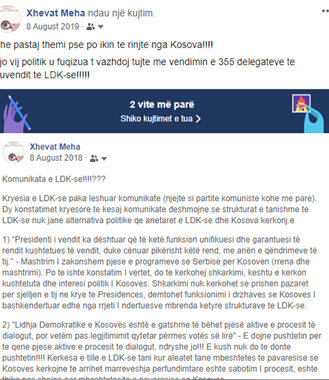 Xhevat Meha ndau një kujtim.
8 August 2019 ·
he pastaj themi pse po ikin te rinjte nga Kosova!!!!
jo vij politik u fuqizua t vazhdoj tujte me vendimin e 355 delegateve te
uvendit te LDK-se!!!!!
2 vite më parë
Shiko kujtimet e tua
Xhevat Meha
8 August 2018 ·
Komunikata e LDK-se!!!!???
Kryesia e LDK-se paka leshuar komunikate (njejte si partite komuniste kohe me pare).
Dy konstatimet kryesore te kesaj komunikate deshmojne se strukturat e tanishme te
LDK-se nuk jane alternativa politike qe anetaret e LDK-se dhe Kosova kerkonj.e
1) "Presidenti i vendit ka dështuar që të ketë funksion unifikues dhe garantuesi të
rendit kushtetues të vendit, duke cënuar pikërisht këtë rend, me anën e qëndrimeve të
tij." - Mashtrim I zakonshem pjese e programeve se Serbise per Kosoven (rrena dhe
mashtrimi). Po te ishte konstatim I vertet, do te kerkohej shkarkimi, keshtu e kerkon
kushtetuta dhe interesi politik I Kosoves. Shkarkimi nuk kerkohet se prishen pazaret
per sjelljen e tij ne krye te Presidences, demtohet funksionimi i drzhaves se Kosoves I
bashkendertuar edhe nga rrjeti I ndertuesve mbrenda ketyre strukturave te LDK-se.
2) "Lidhja Demokratike e Kosovës është e gatshme të bëhet pjesë aktive e procesit të
dialogut, por vetëm pas legjitimimit qytetar përmes votës së lirë" - E dojne pushtetin per
te qene pjese aktive e procesit te dialogut, ndryshe jo!!! E kush nuk do te donte
pushtetin!!!! Kerkesa e tille e LDK-se tani kur aleatet tane mbeshtetes te pavaresise se
Kosoves kerkojne te arrihet marreveshja perfundimtare eshte sabotim I procesit, eshte